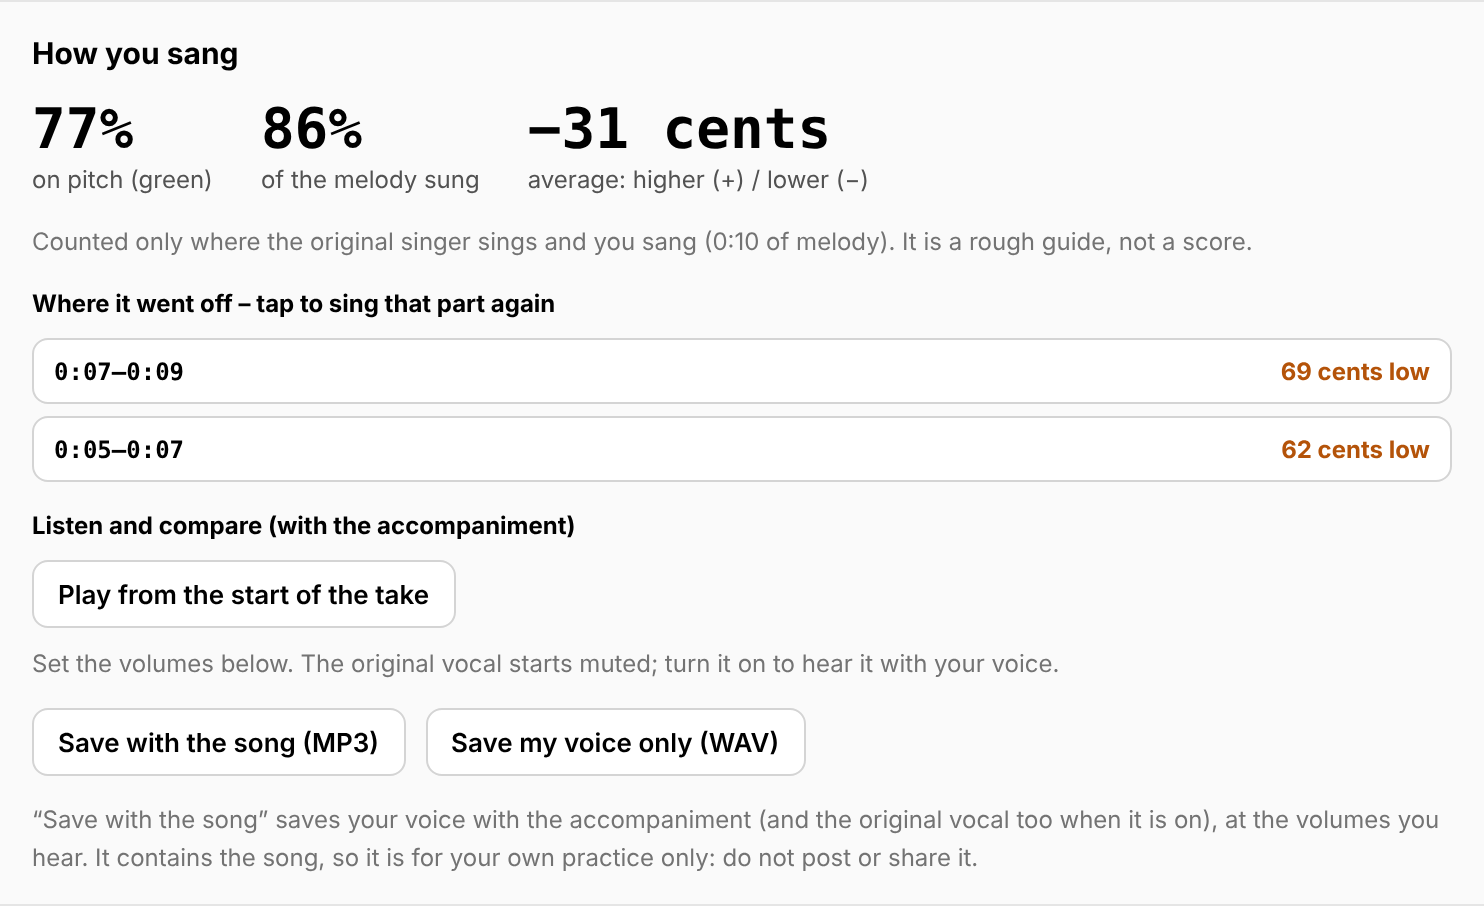 How you sang
77% 86% −31 cents
on pitch (green) of the melody sung average: higher (+) / lower (−)
Counted only where the original singer sings and you sang (0:10 of melody). It is a rough guide, not a score.
Where it went off – tap to sing that part again
0:07–0:09 69 cents low
0:05–0:07 62 cents low
Listen and compare (with the accompaniment)
Play from the start of the take
Set the volumes below. The original vocal starts muted; turn it on to hear it with your voice.
Save with the song (MP3) Save my voice only (WAV)
“Save with the song” saves your voice with the accompaniment (and the original vocal too when it is on), at the volumes you
hear. It contains the song, so it is for your own practice only: do not post or share it.